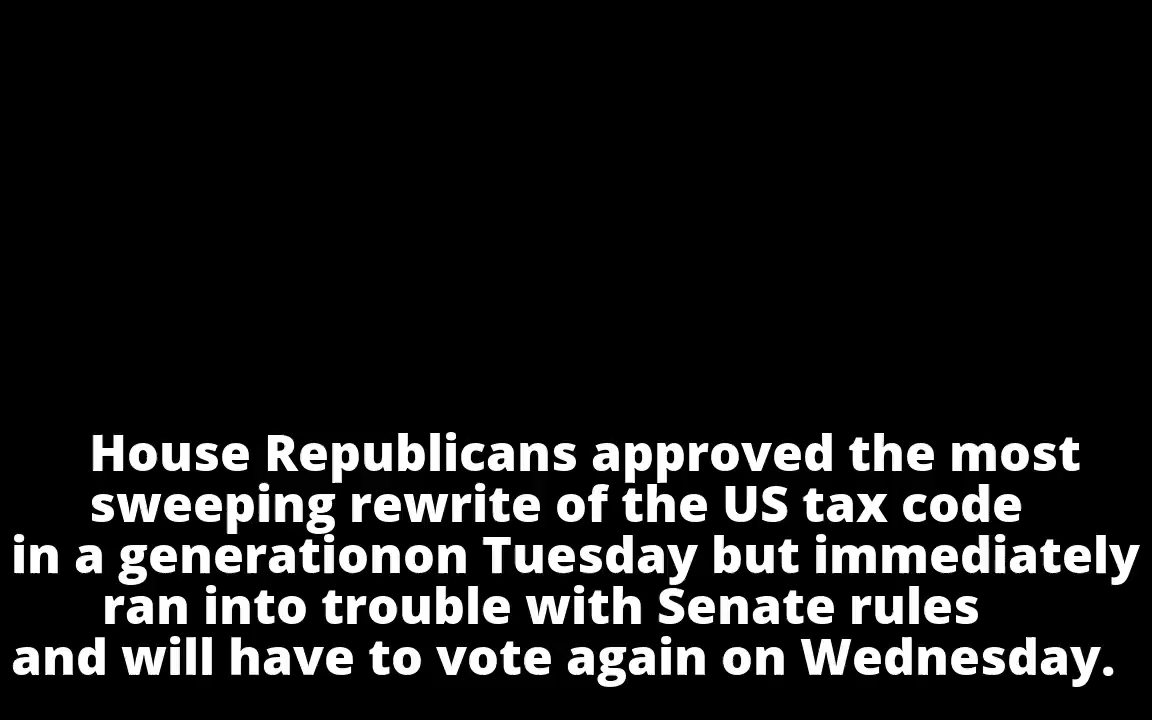 House Republicans approved the most
sweeping rewrite of the US tax code
in a generationon Tuesday but immediately
ran into trouble with Senate rules
and will have to vote again on Wednesday.